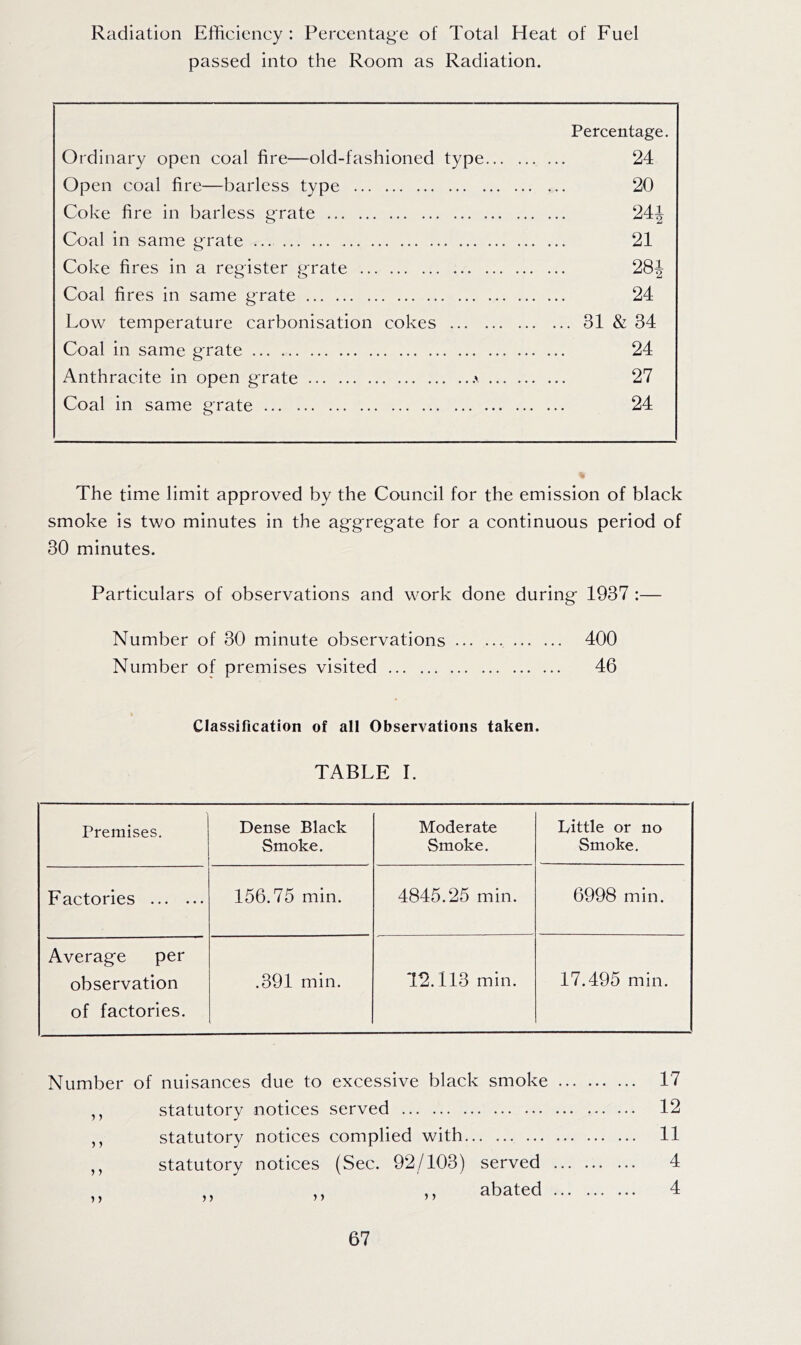 Radiation Efficiency : Percentage of Total Heat of Fuel
passed into the Room as Radiation.
Percentage.
Ordinary open coal fire—old-fashioned type... ... ... 24
Open coal fire—barless type ... ... ... ... ... ... ... 20
Coke fire in barless grate ... ... ... ... ... ... ... ... 24½
Coal in same grate ... ... ... ... ... ... ... ... ... ... 21
Coke fires in a register grate ... ... ... ... ... ... ... 28½
Coal fires in same grate ... ... ... ... ... ... ... ... ... 24
Low temperature carbonisation cokes ... ... ... ... ... 31 & 34
Coal in same grate ... ... ... ... ... ... ... ... ... ... ... 24
Anthracite in open grate ... ... ... ... ... ... ... ... ... 27
Coal in same grate ... ... ... ... ... ... ... ... ... ... ... 24
The time limit approved by the Council for the emission of black
smoke is two minutes in the aggregate for a continuous period of
30 minutes.
Particulars of observations and work done during 1937 :—
Number of 30 minute observations ... ... ... ... 400
Number of premises visited ... ... ... ... ... ... 46
Classification of all Observations taken.
TABLE I.
Premises. Dense Black Smoke. Moderate Smoke. Little or no Smoke.
Factories ... ... 156.75 min. 4845.25 min. 6998 min.
Average per
observation .391 min. 12.113 min. 17.495 min.
of factories.
Number of nuisances due to excessive black smoke ... ... ... 17
,, statutory notices served ... ... ... ... ... ... ... ... ... 12
,, statutory notices complied with... ... ... ... ... ... ... 11
,, statutory notices (Sec. 92/103) served ... ... ... 4
,, ,, ,, ,, abated ... ... ... 4
67